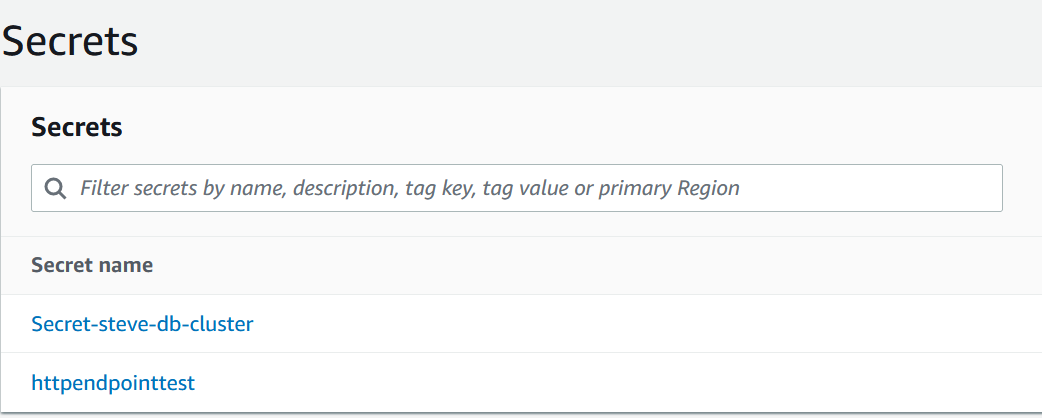 Secrets
Secrets
Filter secrets by name, description, tag key, tag value or primary Region
Secret name
Secret-steve-db-cluster
httpendpointtest